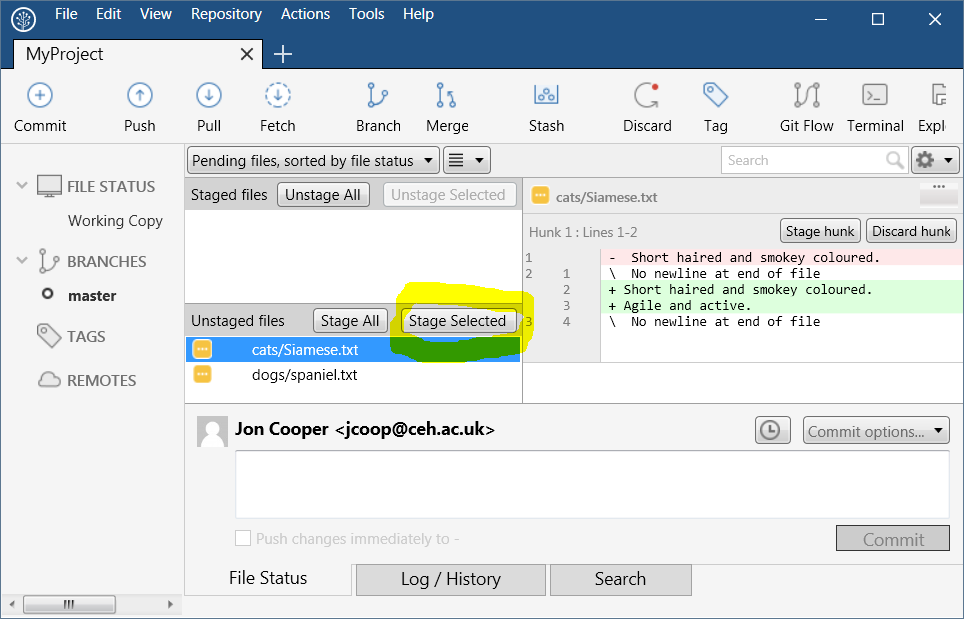 File Edit View Repository Actions Tools Help
MyProject
Commit Push Pull Fetch Branch Merge Stash Discard Tag Git Flow Terminal Expl
Pending files, sorted by file status
Search
FILE STATUS
Working Copy
BRANCHES
master
TAGS
REMOTES
Staged files Unstage All Unstage Selected
Unstaged files Stage All Stage Selected
cats/Siamese.txt
dogs/spaniel.txt
cats/Siamese.txt
Hunk 1 : Lines 1-2 Stage hunk Discard hunk
1 - Short haired and smokey coloured.
2 1 \ No newline at end of file
2 + Short haired and smokey coloured.
3 + Agile and active.
3 4 \ No newline at end of file
Jon Cooper <jcoop@ceh.ac.uk>
Commit options...
Push changes immediately to -
Commit
File Status Log / History Search